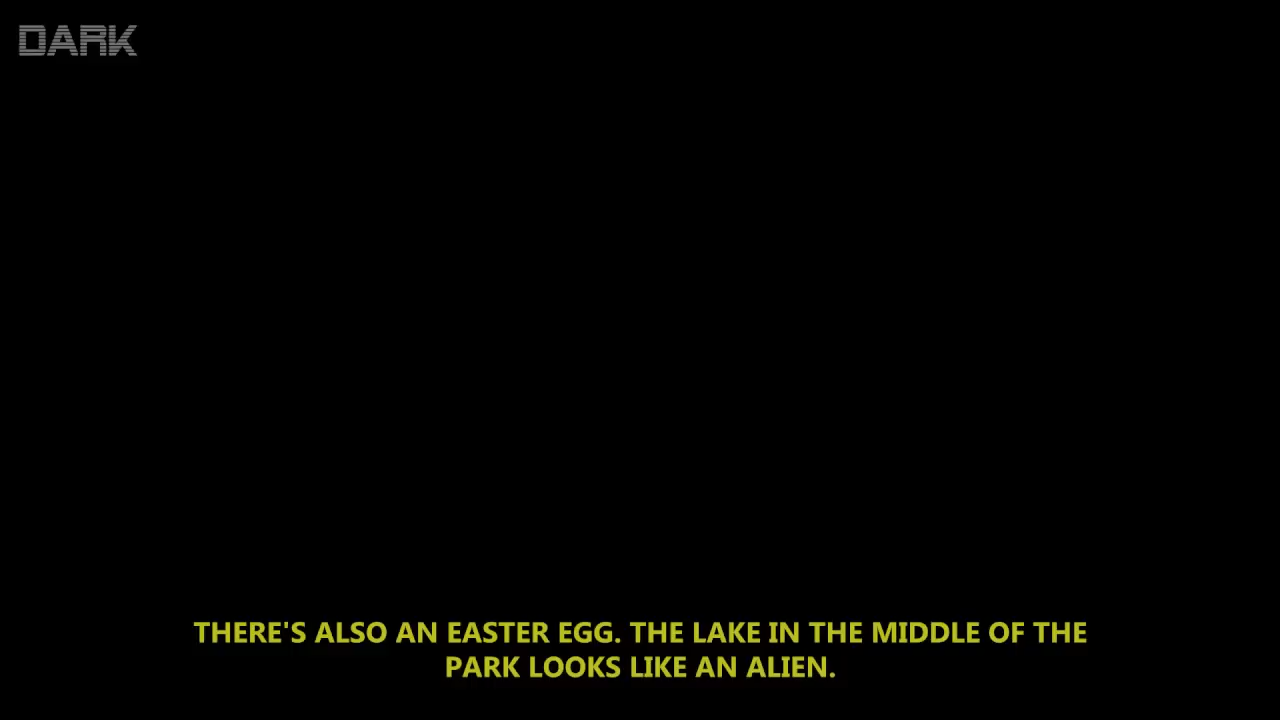 DARK
THERE'S ALSO AN EASTER EGG. THE LAKE IN THE MIDDLE OF THE
PARK LOOKS LIKE AN ALIEN.